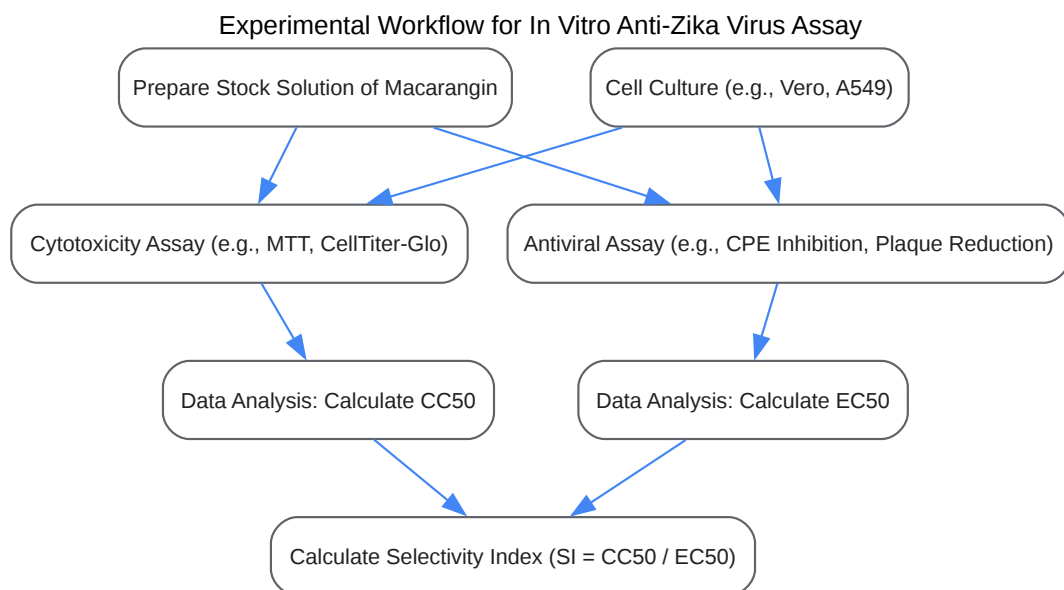 Experimental Workflow for In Vitro Anti-Zika Virus Assay
Prepare Stock Solution of Macarangin
Cell Culture (e.g., Vero, A549)
Cytotoxicity Assay (e.g., MTT, CellTiter-Glo)
Antiviral Assay (e.g., CPE Inhibition, Plaque Reduction)
Data Analysis: Calculate CC50
Data Analysis: Calculate EC50
Calculate Selectivity Index (SI = CC50 / EC50)